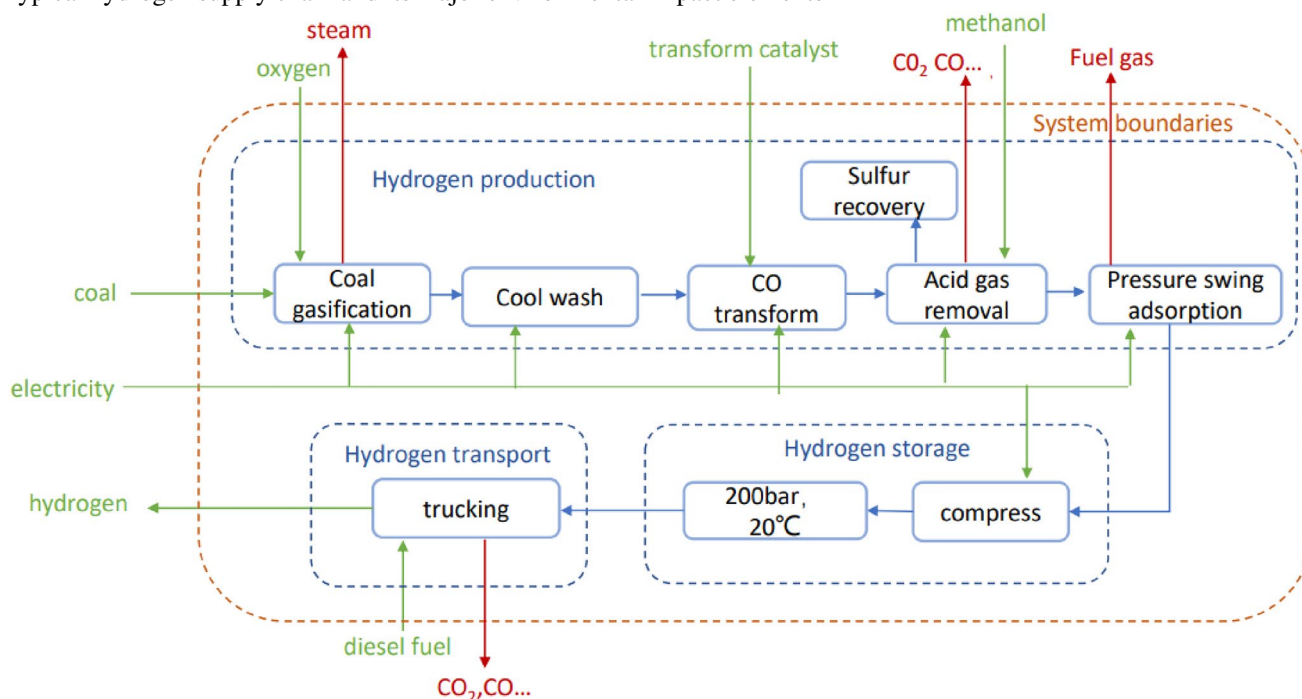 steam
oxygen
transform catalyst
methanol
C0₂ CO...
Fuel gas
System boundaries
Hydrogen production
Sulfur
recovery
coal
Coal
gasification
Cool wash
CO
transform
Acid gas
removal
Pressure swing
adsorption
electricity
Hydrogen transport
Hydrogen storage
hydrogen
trucking
200bar,
20℃
compress
diesel fuel
CO₂,CO...